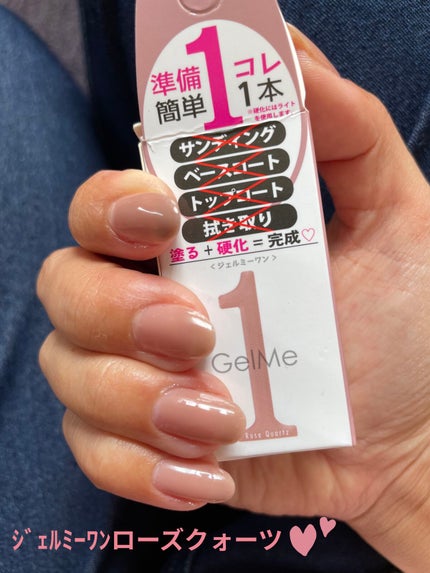 準備 1 コレ
簡単 1本
※硬化にはライト
を使用します。
サンディング
ベースコート
トップコート
拭き取り
塗る + 硬化 = 完成♡
<ジェルミーワン>
1
GelMe
Rose Quartz
ｼﾞｪﾙﾐｰﾜﾝローズクォーツ